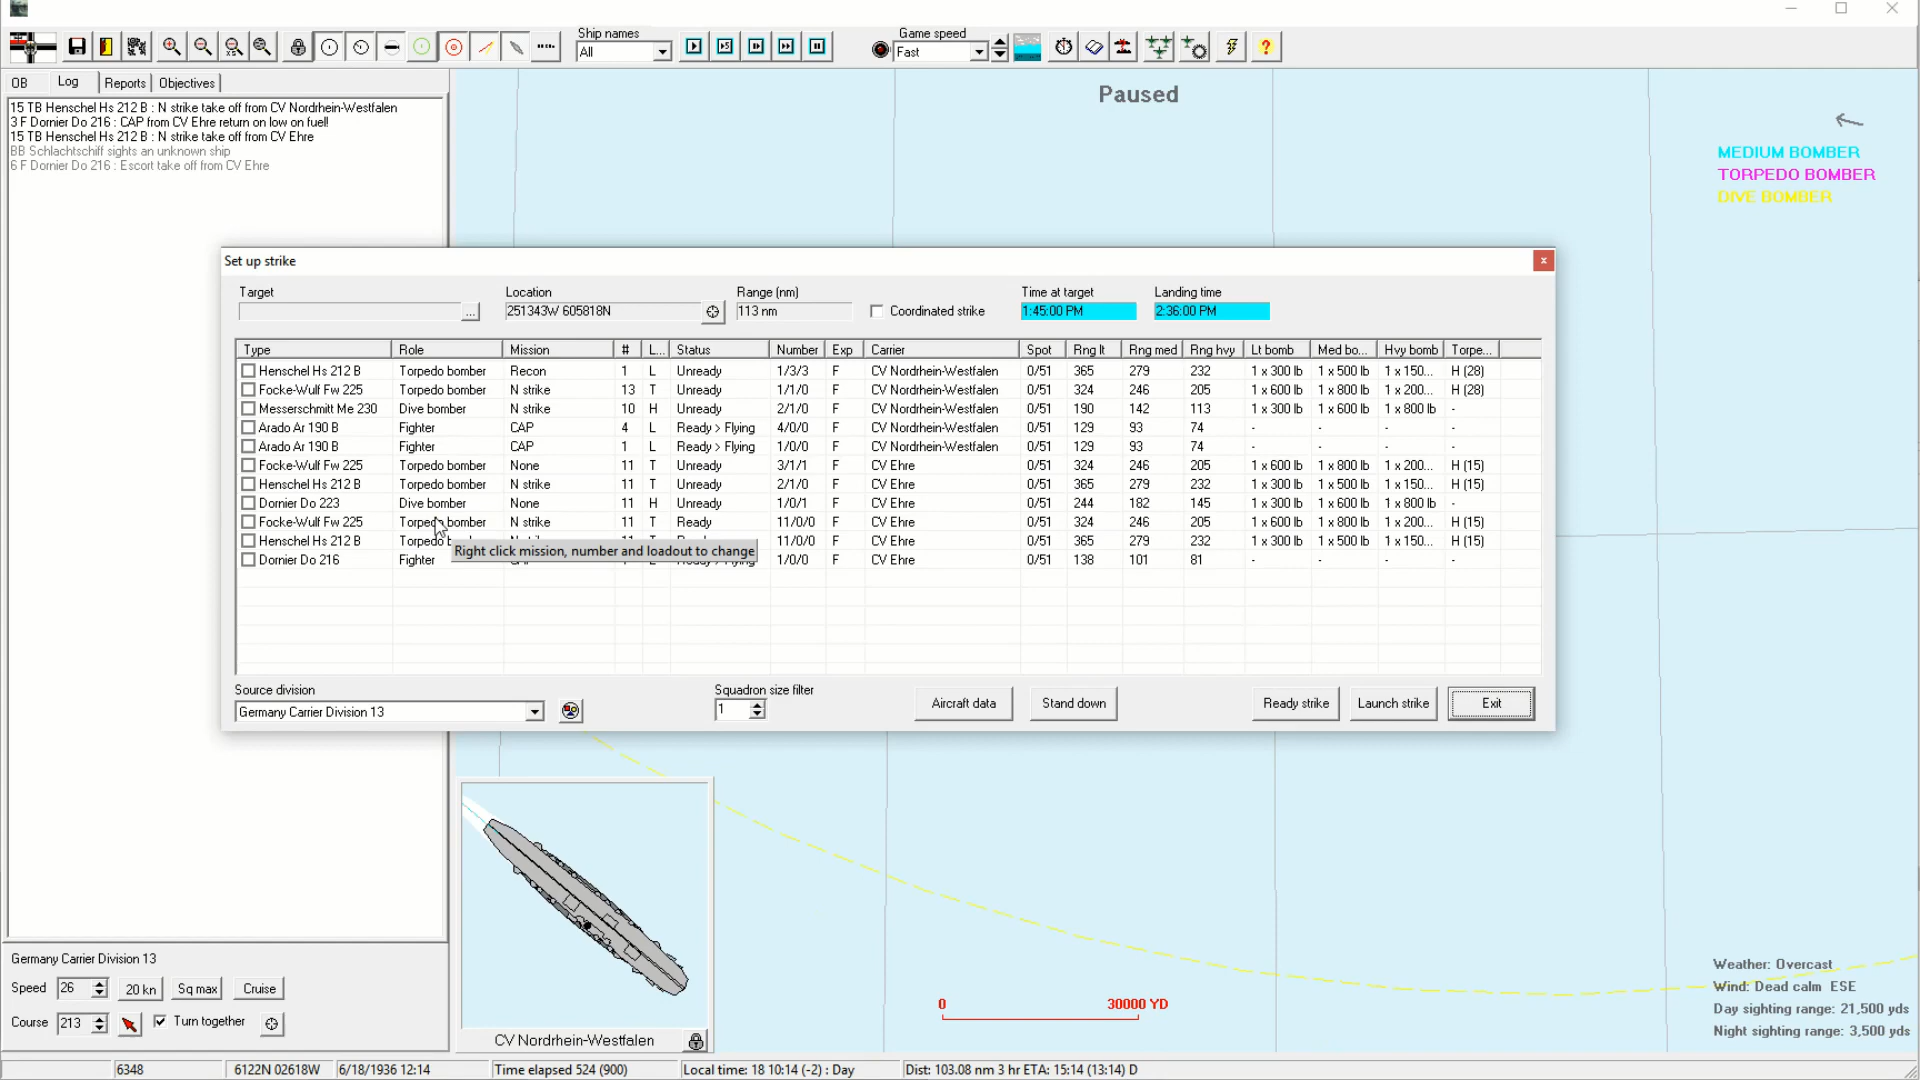 Ship names
All
Game speed
Fast
OB Log Reports Objectives
15 TB Henschel Hs 212 B : N strike take off from CV Nordrhein-Westfalen
3 F Dornier Do 216 : CAP from CV Ehre return on low on fuel!
15 TB Henschel Hs 212 B : N strike take off from CV Ehre
BB Schlachtschiff sights an unknown ship
6 F Dornier Do 216 : Escort take off from CV Ehre
Paused
MEDIUM BOMBER
TORPEDO BOMBER
DIVE BOMBER
Set up strike
Target Location Range (nm) Time at target Landing time
... 251343W 605818N 113 nm Coordinated strike 1:45:00 PM 2:36:00 PM
Type Role Mission # L... Status Number Exp Carrier Spot Rng lt Rng med Rng hvy Lt bomb Med bo... Hvy bomb Torpe...
Henschel Hs 212 B Torpedo bomber Recon 1 L Unready 1/3/3 F CV Nordrhein-Westfalen 0/51 365 279 232 1 x 300 lb 1 x 500 lb 1 x 150... H (28)
Focke-Wulf Fw 225 Torpedo bomber N strike 13 T Unready 1/1/0 F CV Nordrhein-Westfalen 0/51 324 246 205 1 x 600 lb 1 x 800 lb 1 x 200... H (28)
Messerschmitt Me 230 Dive bomber N strike 10 H Unready 2/1/0 F CV Nordrhein-Westfalen 0/51 190 142 113 1 x 300 lb 1 x 600 lb 1 x 800 lb -
Arado Ar 190 B Fighter CAP 4 L Ready > Flying 4/0/0 F CV Nordrhein-Westfalen 0/51 129 93 74 - - - -
Arado Ar 190 B Fighter CAP 1 L Ready > Flying 1/0/0 F CV Nordrhein-Westfalen 0/51 129 93 74 - - - -
Focke-Wulf Fw 225 Torpedo bomber None 11 T Unready 3/1/1 F CV Ehre 0/51 324 246 205 1 x 600 lb 1 x 800 lb 1 x 200... H (15)
Henschel Hs 212 B Torpedo bomber N strike 11 T Unready 2/1/0 F CV Ehre 0/51 365 279 232 1 x 300 lb 1 x 500 lb 1 x 150... H (15)
Dornier Do 223 Dive bomber None 11 H Unready 1/0/1 F CV Ehre 0/51 244 182 145 1 x 300 lb 1 x 600 lb 1 x 800 lb -
Focke-Wulf Fw 225 Torpedo bomber N strike 11 T Ready 11/0/0 F CV Ehre 0/51 324 246 205 1 x 600 lb 1 x 800 lb 1 x 200... H (15)
Henschel Hs 212 B Torpedo 11/0/0 F CV Ehre 0/51 365 279 232 1 x 300 lb 1 x 500 lb 1 x 150... H (15)
Right click mission, number and loadout to change
Dornier Do 216 Fighter 1/0/0 F CV Ehre 0/51 138 101 81 - - - -
Source division
Germany Carrier Division 13
Squadron size filter
1
Aircraft data Stand down Ready strike Launch strike Exit
CV Nordrhein-Westfalen
0 30000 YD
Weather: Overcast
Wind: Dead calm ESE
Day sighting range: 21,500 yds
Night sighting range: 3,500 yds
Germany Carrier Division 13
Speed 26 20 kn Sq max Cruise
Course 213 Turn together
6348 6122N 02618W 6/18/1936 12:14 Time elapsed 524 (900) Local time: 18 10:14 (-2) : Day Dist: 103.08 nm 3 hr ETA: 15:14 (13:14) D